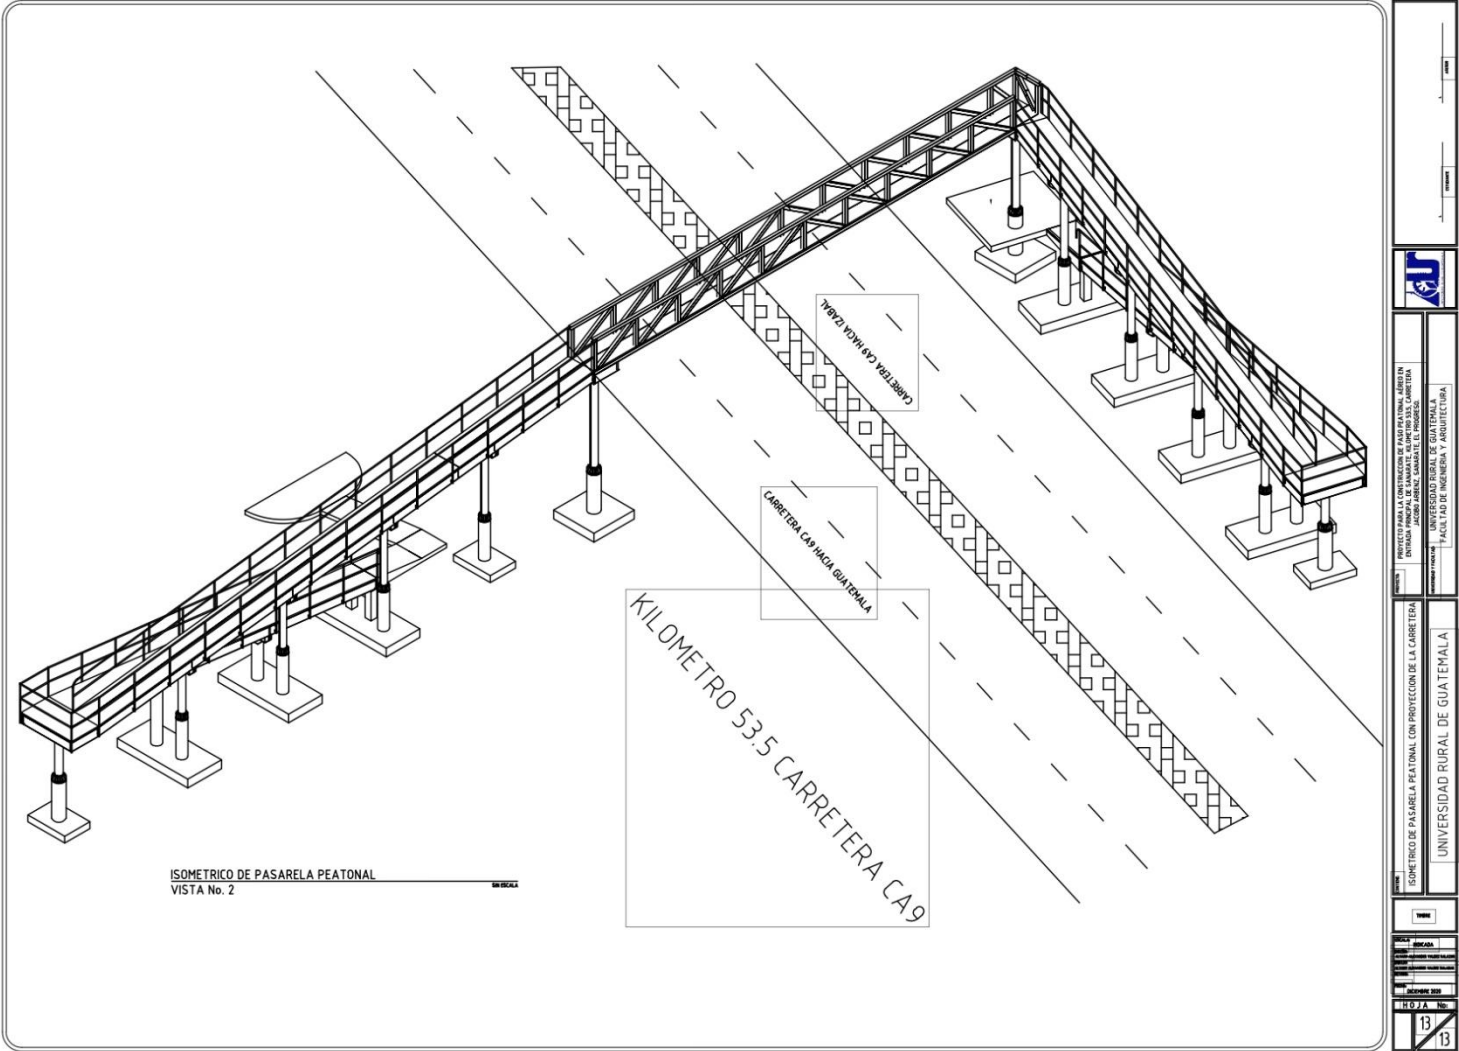 CARRETERA CA9 HACIA IZABAL
CARRETERA CA9 HACIA GUATEMALA
KILOMETRO 53.5 CARRETERA CA9
ISOMETRICO DE PASARELA PEATONAL
VISTA No. 2
SIN ESCALA
PROYECTO PARA LA CONSTRUCCION DE PASO PEATONAL AÉREO EN
ENTRADA PRINCIPAL DE SANARATE, KILOMETRO 53.5, CARRETERA
JACOBO ARBENZ, SANARATE, EL PROGRESO.
UNIVERSIDAD RURAL DE GUATEMALA
FACULTAD DE INGENIERIA Y ARQUITECTURA
ISOMETRICO DE PASARELA PEATONAL CON PROYECCION DE LA CARRETERA
UNIVERSIDAD RURAL DE GUATEMALA
TIMBRE
INDICADA
DICIEMBRE 2020
HOJA No:
13
13